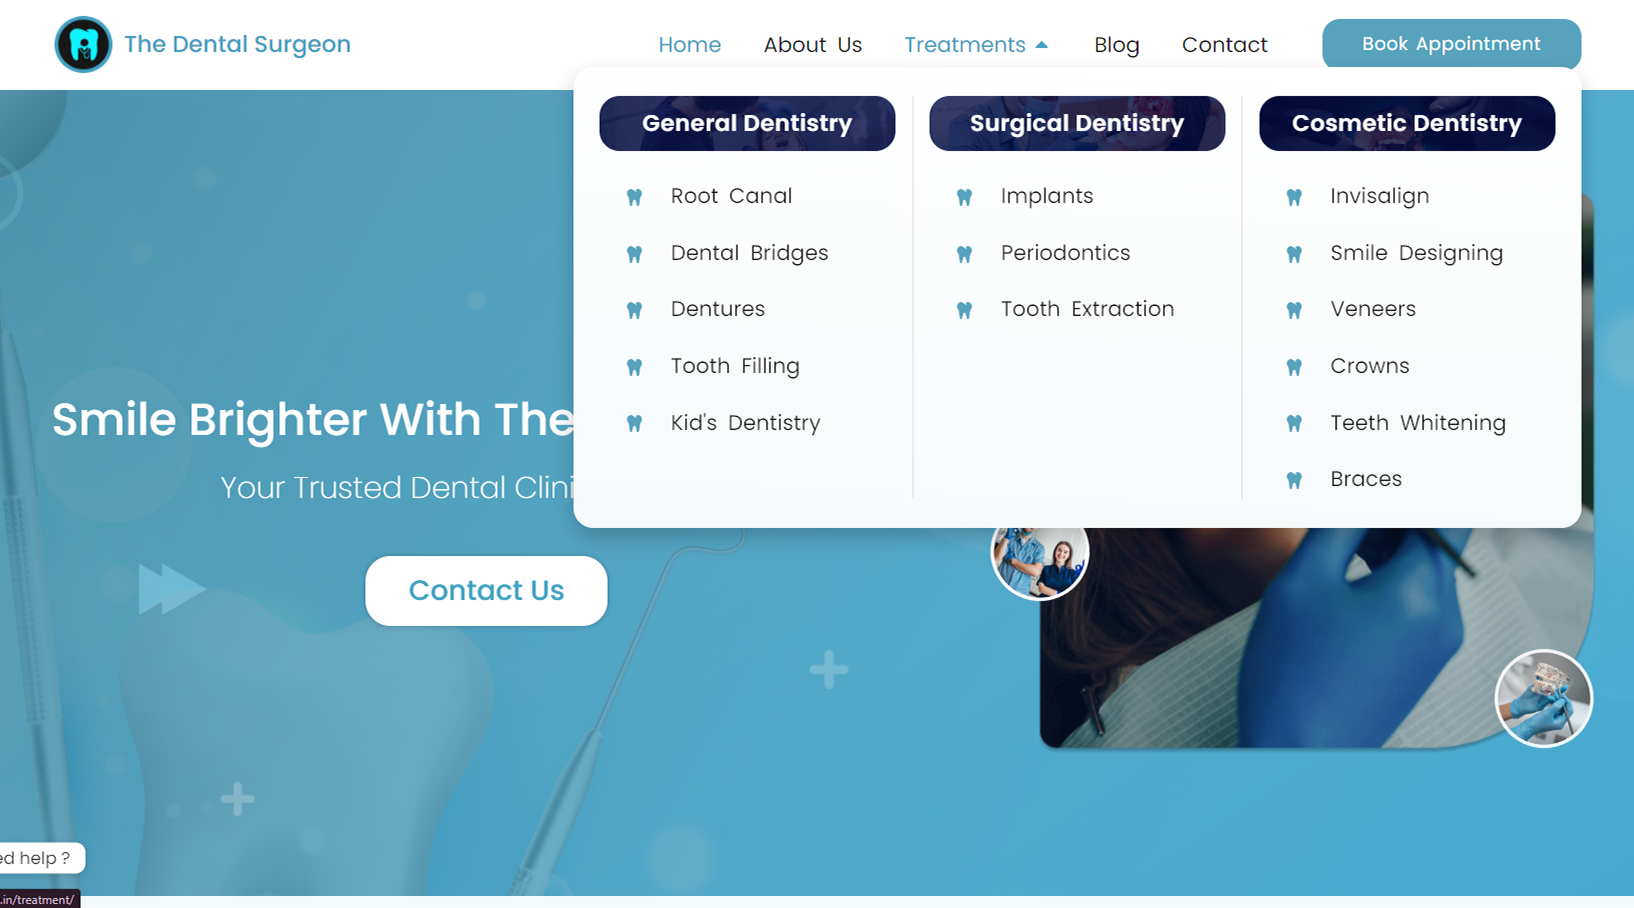 The Dental Surgeon
Home
About Us
Treatments
Blog
Contact
Book Appointment
General Dentistry
Root Canal
Dental Bridges
Dentures
Tooth Filling
Kid's Dentistry
Surgical Dentistry
Implants
Periodontics
Tooth Extraction
Cosmetic Dentistry
Invisalign
Smile Designing
Veneers
Crowns
Teeth Whitening
Braces
Smile Brighter With The
Your Trusted Dental Clini
Contact Us
ed help ?
.in/treatment/